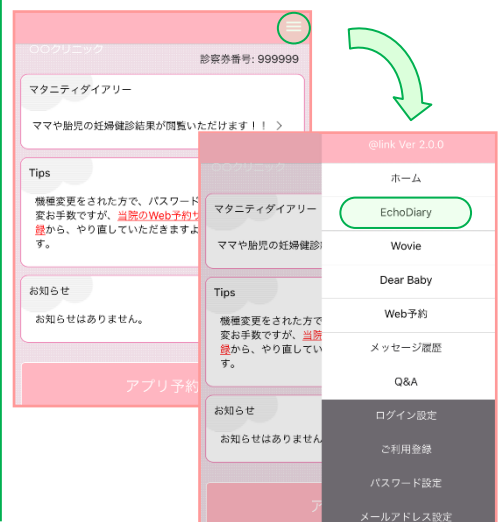 〇〇クリニック
診察券番号: 999999
マタニティダイアリー
ママや胎児の妊婦健診結果が閲覧いただけます！！ >
Tips
機種変更をされた方で、パスワード
変お手数ですが、当院のWeb予約サ
録から、やり直していただきますよ
す。
お知らせ
お知らせはありません。
アプリ予約
@link Ver 2.0.0
〇〇クリニック
ホーム
EchoDiary
Wovie
Dear Baby
Web予約
メッセージ履歴
Q&A
ログイン設定
ご利用登録
パスワード設定
メールアドレス設定
マタニティダイアリー
ママや胎児の妊婦健診
Tips
機種変更をされた方で
変お手数ですが、当院
録から、やり直してい
す。
お知らせ
お知らせはありません
ア